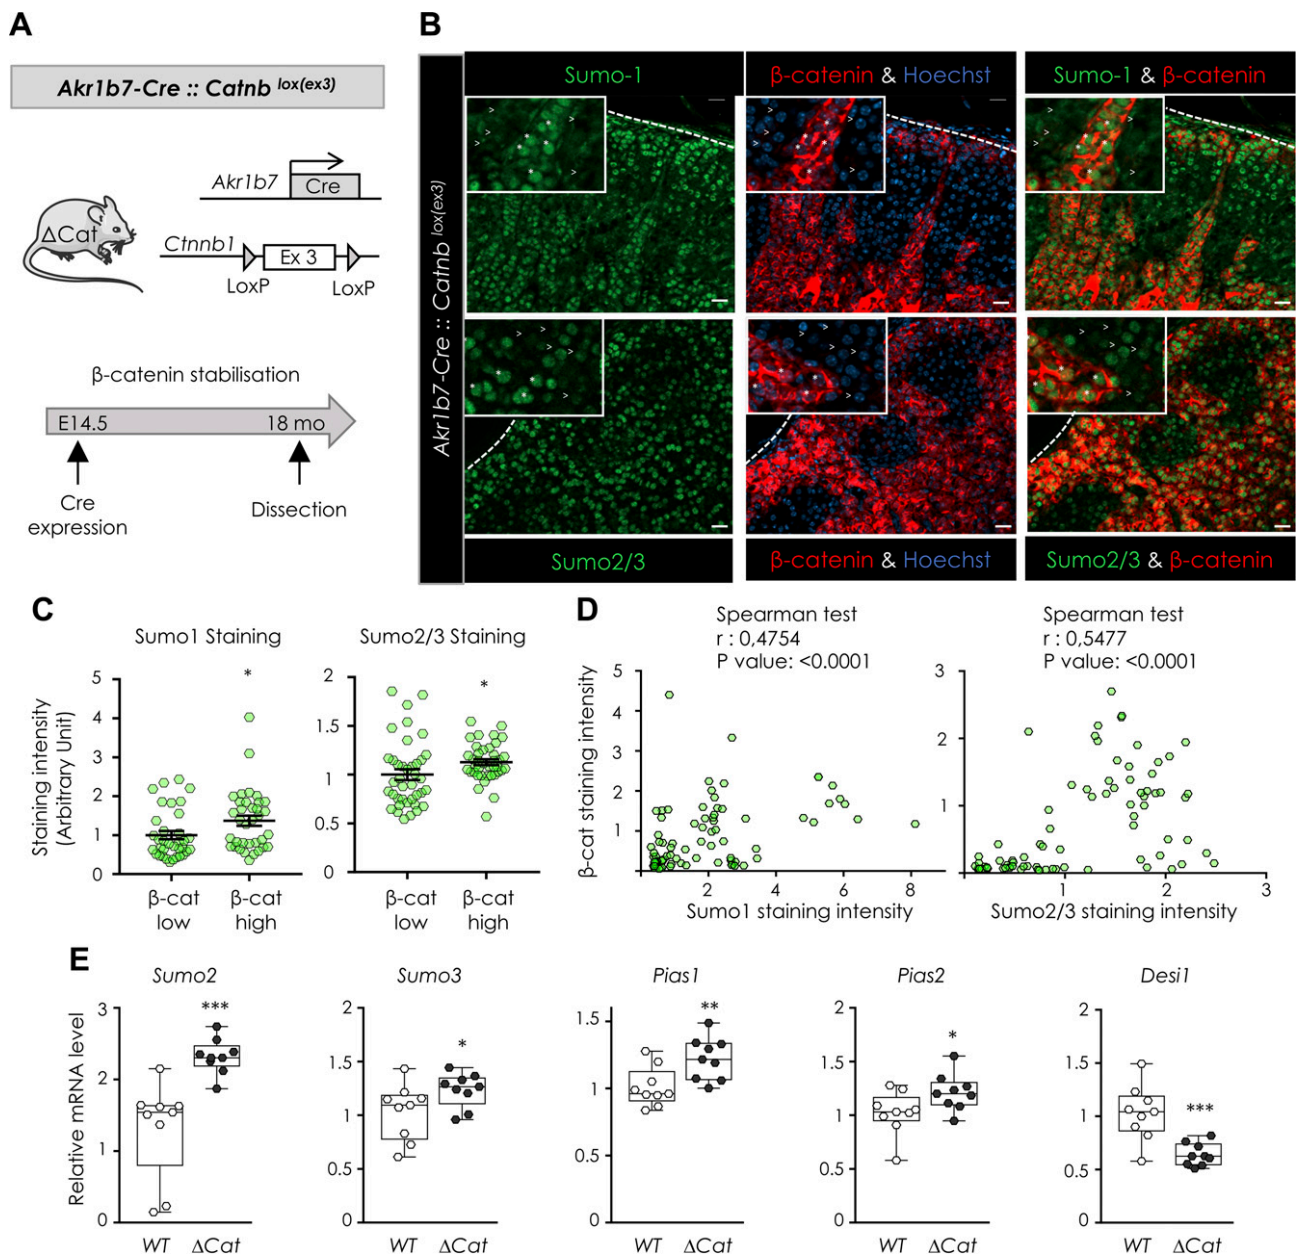 A
Akr1b7-Cre :: Catnb lox(ex3)
Akr1b7
Cre
ΔCat
Ctnnb1
Ex 3
LoxP
LoxP
β-catenin stabilisation
E14.5
18 mo
Cre
expression
Dissection
B
Akr1b7-Cre :: Catnb lox(ex3)
Sumo-1
β-catenin & Hoechst
Sumo-1 & β-catenin
Sumo2/3
β-catenin & Hoechst
Sumo2/3 & β-catenin
C
Sumo1 Staining
Staining intensity
(Arbitrary Unit)
5
4
3
2
1
0
*
β-cat
low
β-cat
high
Sumo2/3 Staining
2
1.5
1
0.5
0
*
β-cat
low
β-cat
high
D
Spearman test
r : 0,4754
P value: <0.0001
β-cat staining intensity
5
4
3
2
1
2
4
6
8
Sumo1 staining intensity
Spearman test
r : 0,5477
P value: <0.0001
3
2
1
1
2
3
Sumo2/3 staining intensity
E
Relative mRNA level
Sumo2
3
2
1
0
***
WT
ΔCat
Sumo3
2
1.5
1
0.5
0
*
WT
ΔCat
Pias1
1.5
1
0.5
0
**
WT
ΔCat
Pias2
2
1.5
1
0.5
0
*
WT
ΔCat
Desi1
2
1.5
1
0.5
0
***
WT
ΔCat